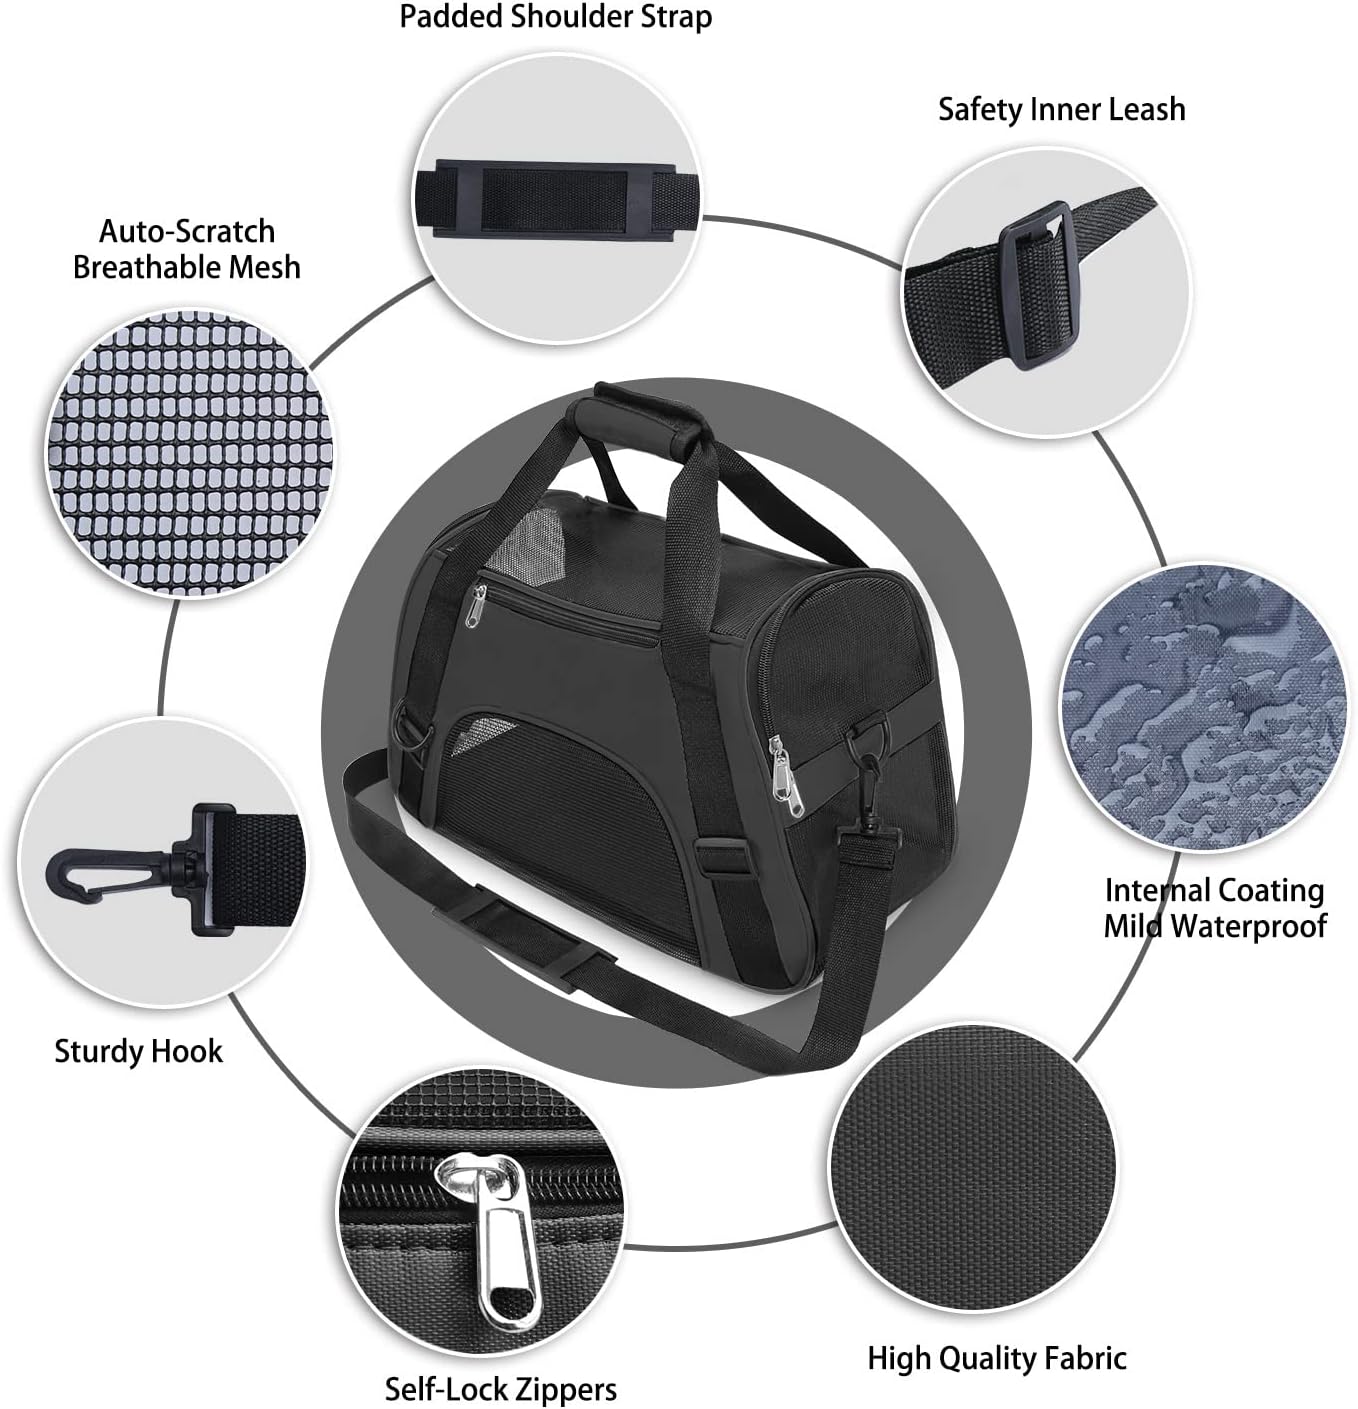 Padded Shoulder Strap
Safety Inner Leash
Auto-Scratch
Breathable Mesh
Internal Coating
Mild Waterproof
Sturdy Hook
High Quality Fabric
Self-Lock Zippers